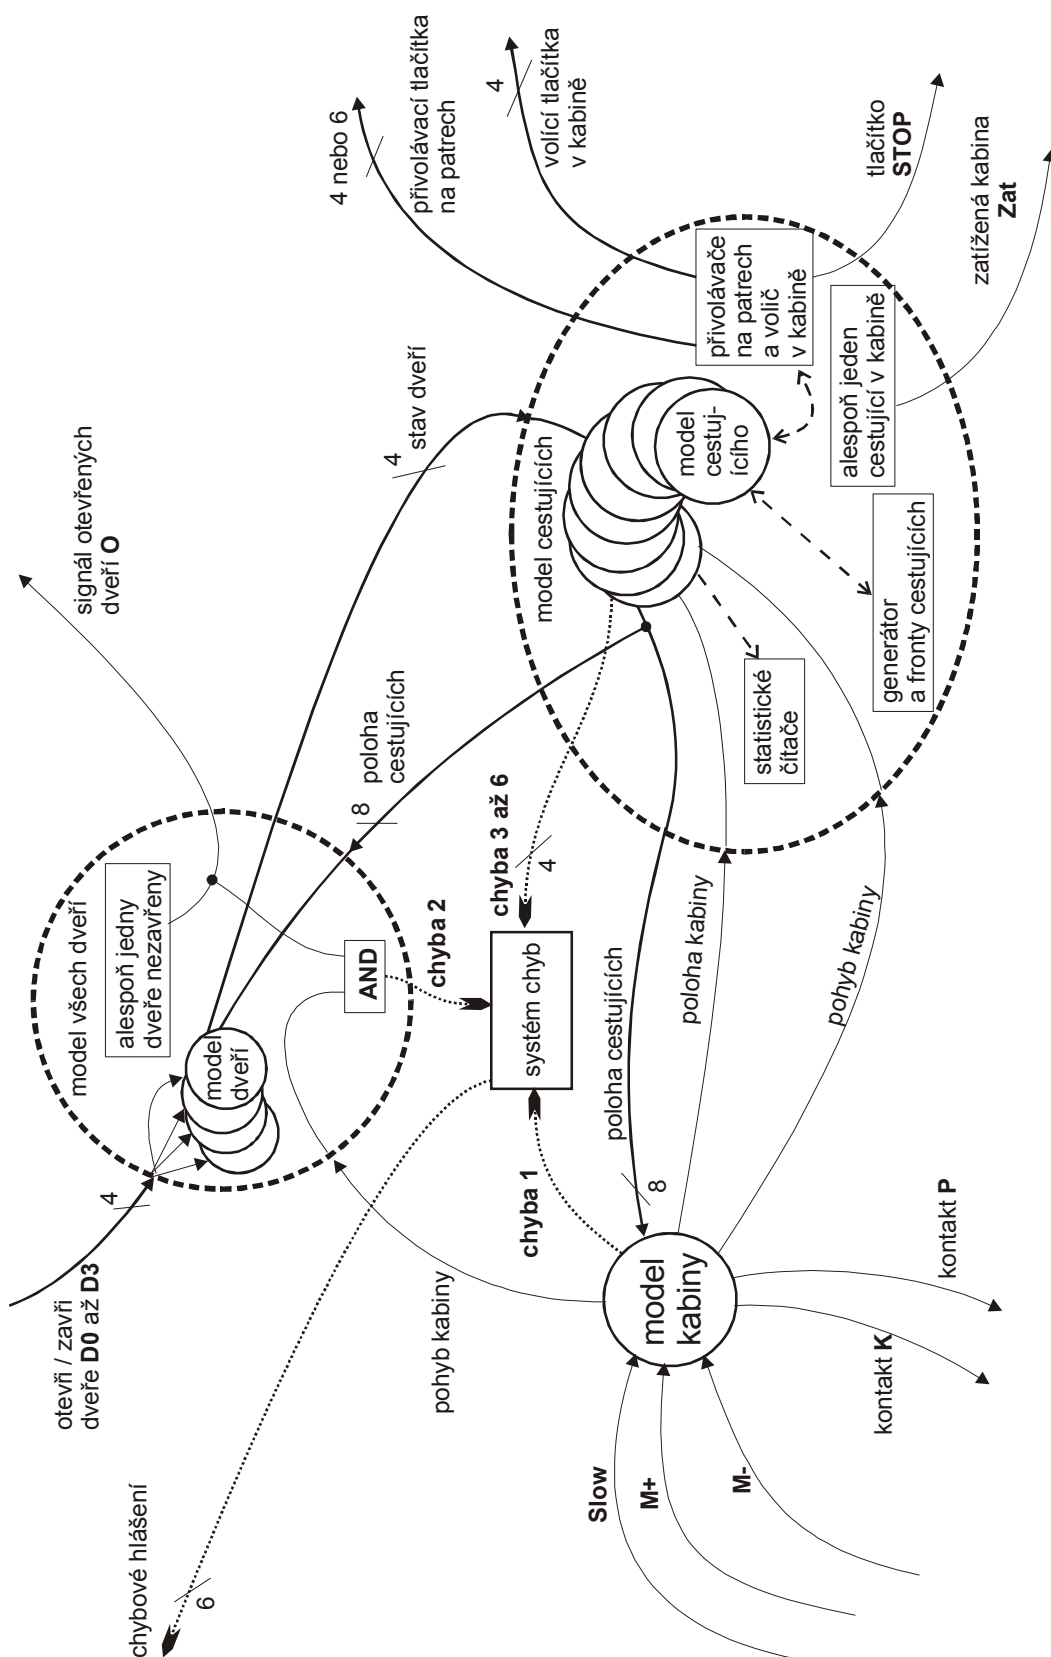 chybové hlášení
6
otevři / zavři
dveře D0 až D3
4
model všech dveří
alespoň jedny
dveře nezavřeny
model
dveří
AND
signál otevřených
dveří O
4
stav dveří
8
poloha
cestujících
4 nebo 6
přivolávací tlačítka
na patrech
4
volící tlačítka
v kabině
pohyb kabiny
chyba 2
systém chyb
chyba 3 až 6
4
chyba 1
model cestujících
model
cestuj-
ícího
přivolávače
na patrech
a volič
v kabině
alespoň jeden
cestující v kabině
generátor
a fronty cestujících
statistické
čítače
tlačítko
STOP
zatížená kabina
Zat
poloha cestujících
8
poloha kabiny
pohyb kabiny
model
kabiny
Slow
M+
M-
kontakt K
kontakt P